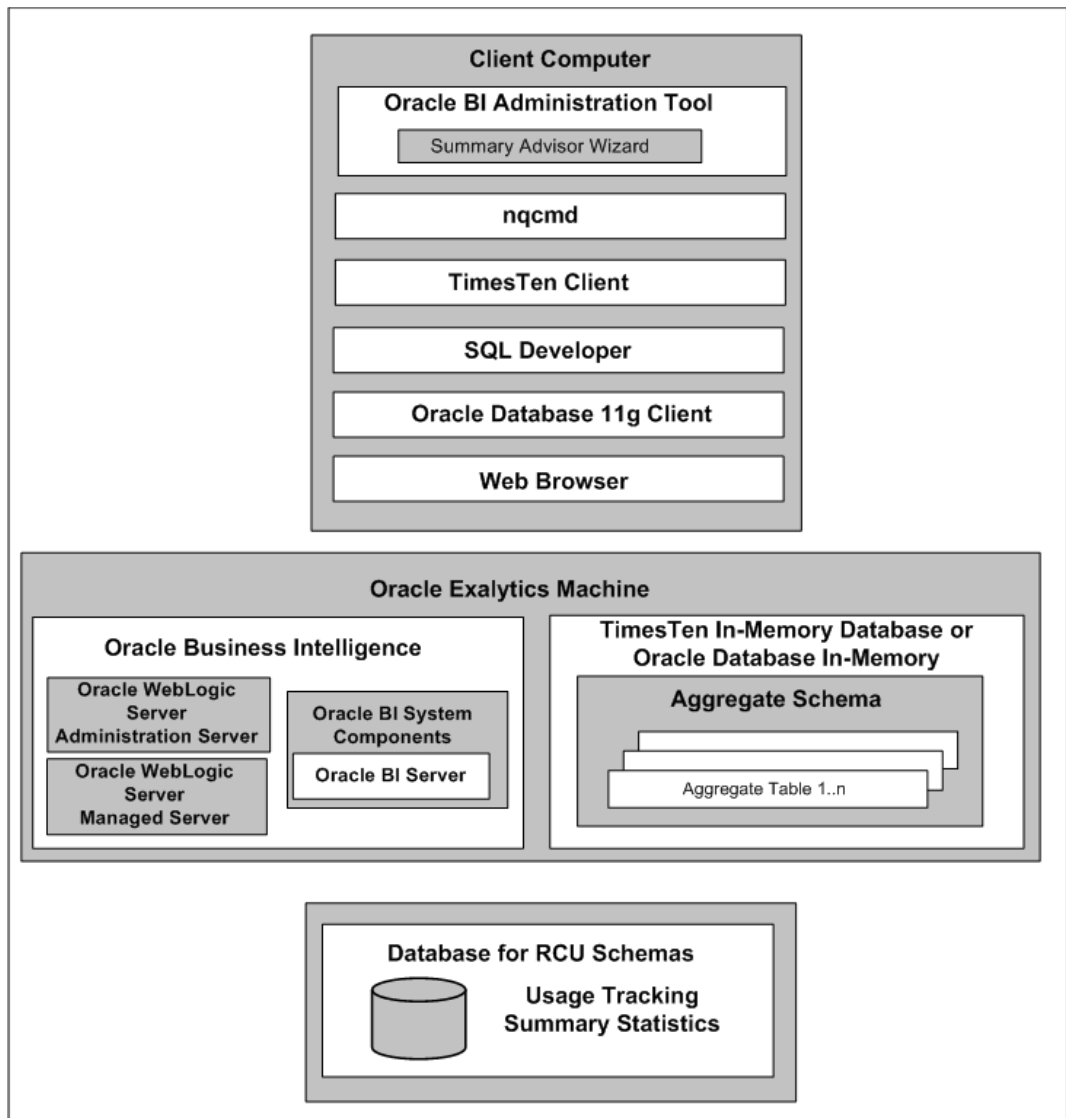 Client Computer
Oracle BI Administration Tool
Summary Advisor Wizard
nqcmd
TimesTen Client
SQL Developer
Oracle Database 11g Client
Web Browser
Oracle Exalytics Machine
Oracle Business Intelligence
Oracle WebLogic
Server
Administration Server
Oracle WebLogic
Server
Managed Server
Oracle BI System
Components
Oracle BI Server
TimesTen In-Memory Database or
Oracle Database In-Memory
Aggregate Schema
Aggregate Table 1..n
Database for RCU Schemas
Usage Tracking
Summary Statistics